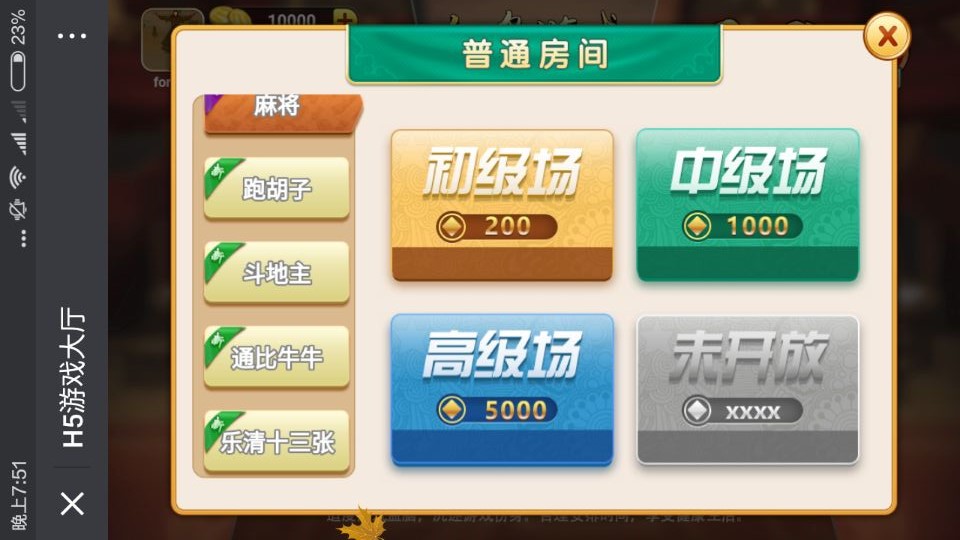 23%
晚上7:51
H5游戏大厅
10000
普通房间
麻将
跑胡子
斗地主
通比牛牛
乐清十三张
初级场
200
中级场
1000
高级场
5000
未开放
xxxx